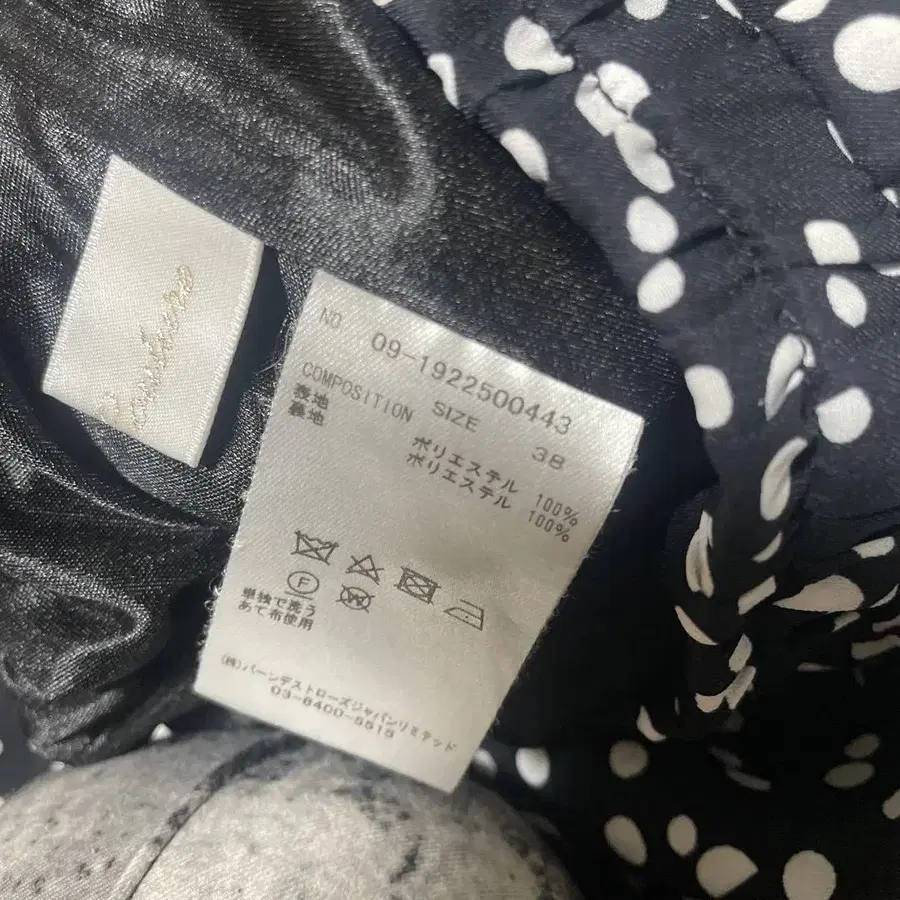 NO 09-1922500443
COMPOSITION SIZE 38
表地 ポリエステル 100%
裏地 ポリエステル 100%
F W
単独で洗う
あて布使用
(株)バーンデストローズジャパンリミテッド
03-6400-5515